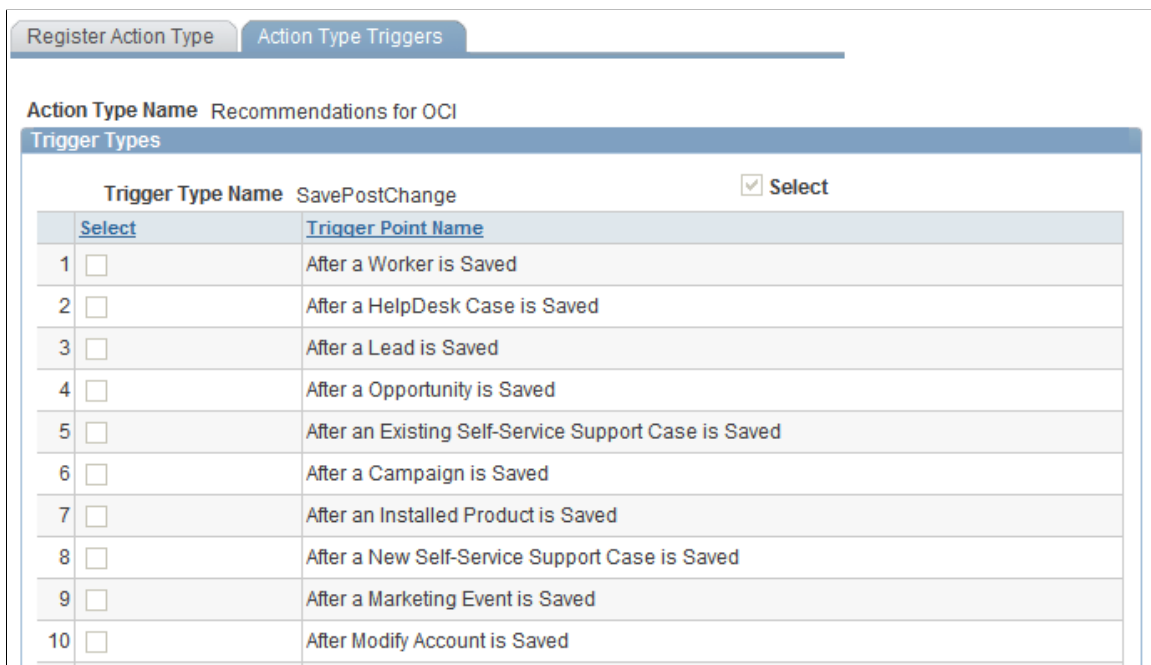 Register Action Type Action Type Triggers
Action Type Name Recommendations for OCI
Trigger Types
Trigger Type Name SavePostChange Select
Select Trigger Point Name
1 After a Worker is Saved
2 After a HelpDesk Case is Saved
3 After a Lead is Saved
4 After a Opportunity is Saved
5 After an Existing Self-Service Support Case is Saved
6 After a Campaign is Saved
7 After an Installed Product is Saved
8 After a New Self-Service Support Case is Saved
9 After a Marketing Event is Saved
10 After Modify Account is Saved